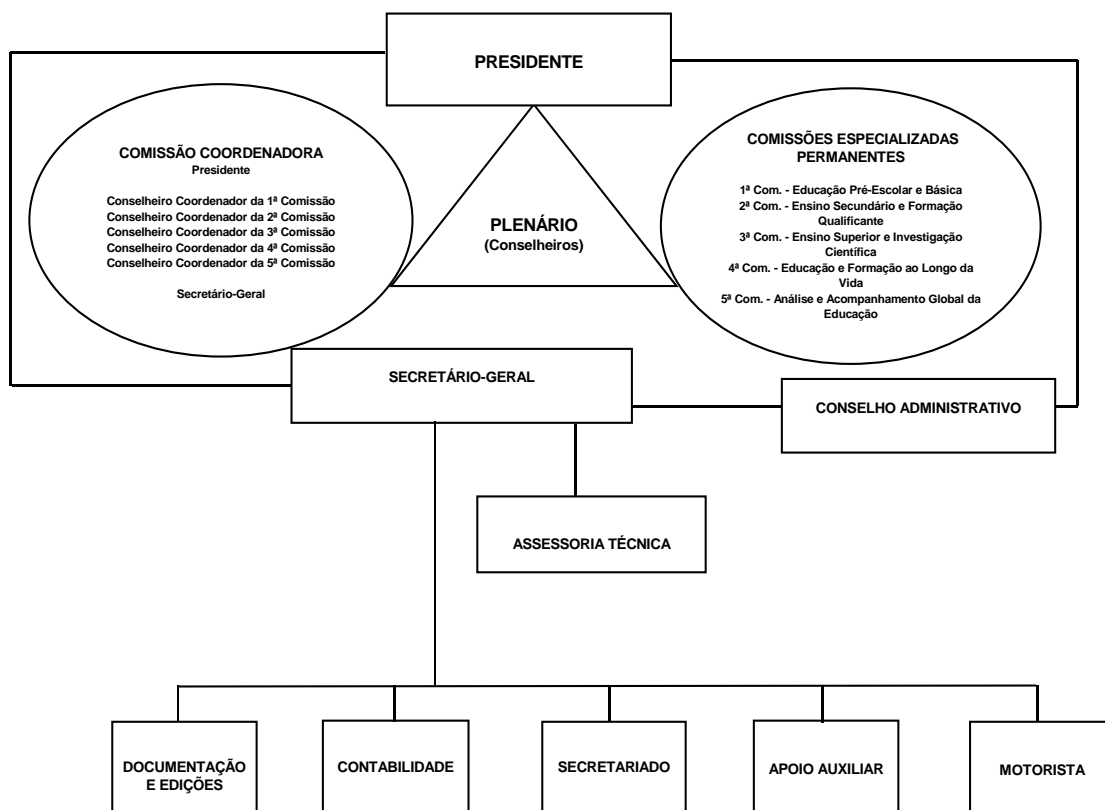 PRESIDENTE
COMISSÃO COORDENADORA
Presidente
Conselheiro Coordenador da 1ª Comissão
Conselheiro Coordenador da 2ª Comissão
Conselheiro Coordenador da 3ª Comissão
Conselheiro Coordenador da 4ª Comissão
Conselheiro Coordenador da 5ª Comissão
Secretário-Geral
PLENÁRIO
(Conselheiros)
COMISSÕES ESPECIALIZADAS
PERMANENTES
1ª Com. - Educação Pré-Escolar e Básica
2ª Com. - Ensino Secundário e Formação
Qualificante
3ª Com. - Ensino Superior e Investigação
Científica
4ª Com. - Educação e Formação ao Longo da
Vida
5ª Com. - Análise e Acompanhamento Global da
Educação
SECRETÁRIO-GERAL
CONSELHO ADMINISTRATIVO
ASSESSORIA TÉCNICA
DOCUMENTAÇÃO
E EDIÇÕES
CONTABILIDADE
SECRETARIADO
APOIO AUXILIAR
MOTORISTA